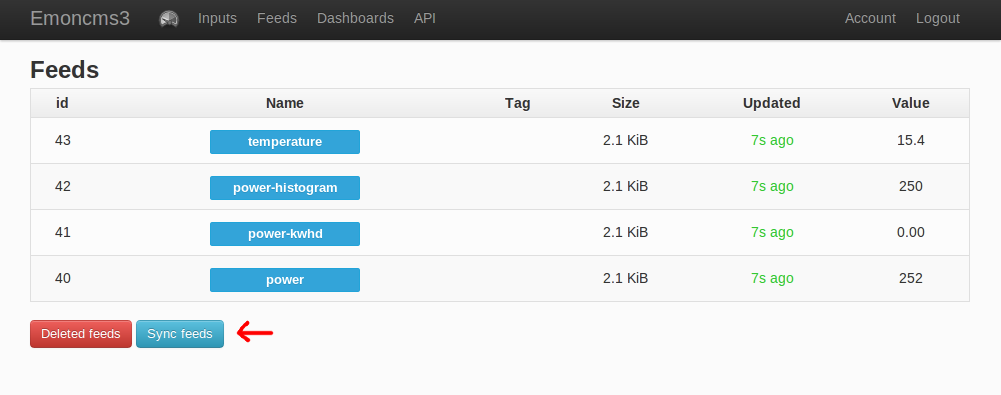 Emoncms3 Inputs Feeds Dashboards API Account Logout
Feeds
id Name Tag Size Updated Value
43 temperature 2.1 KiB 7s ago 15.4
42 power-histogram 2.1 KiB 7s ago 250
41 power-kwhd 2.1 KiB 7s ago 0.00
40 power 2.1 KiB 7s ago 252
Deleted feeds Sync feeds